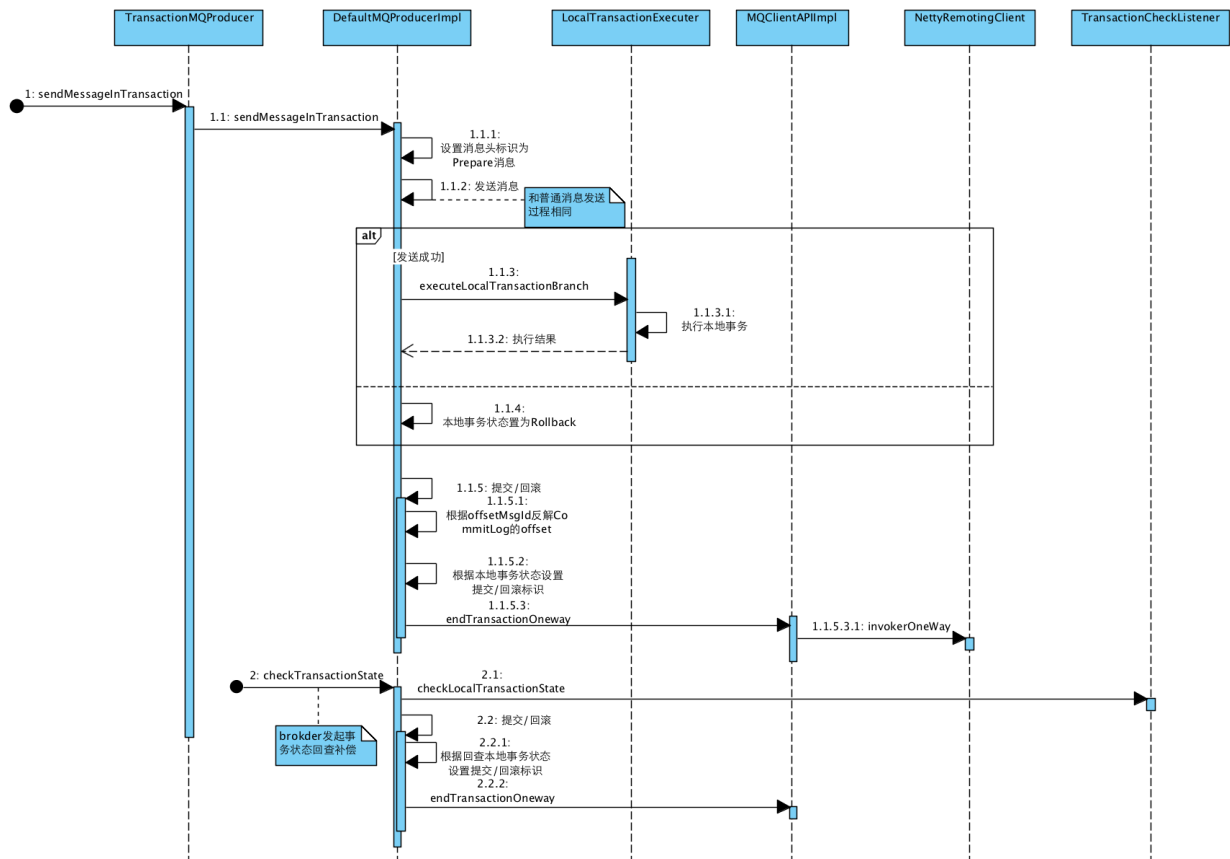 TransactionMQProducer
DefaultMQProducerImpl
LocalTransactionExecuter
MQClientAPIImpl
NettyRemotingClient
TransactionCheckListener
1: sendMessageInTransaction
1.1: sendMessageInTransaction
1.1.1:
设置消息头标识为
Prepare消息
1.1.2: 发送消息
和普通消息发送
过程相同
alt
[发送成功]
1.1.3:
executeLocalTransactionBranch
1.1.3.1:
执行本地事务
1.1.3.2: 执行结果
1.1.4:
本地事务状态置为Rollback
1.1.5: 提交/回滚
1.1.5.1:
根据offsetMsgId反解Co
mmitLog的offset
1.1.5.2:
根据本地事务状态设置
提交/回滚标识
1.1.5.3:
endTransactionOneway
1.1.5.3.1: invokerOneWay
2: checkTransactionState
2.1:
checkLocalTransactionState
brokder发起事
务状态回查补偿
2.2: 提交/回滚
2.2.1:
根据回查本地事务状态
设置提交/回滚标识
2.2.2:
endTransactionOneway